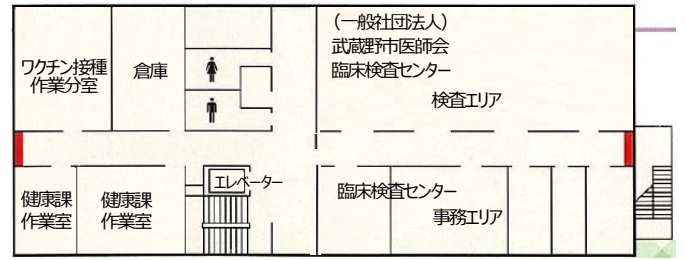 (一般社団法人)
武蔵野市医師会
臨床検査センター
検査エリア
ワクチン接種
作業分室
倉庫
エレベーター
健康課
作業室
健康課
作業室
臨床検査センター
事務エリア